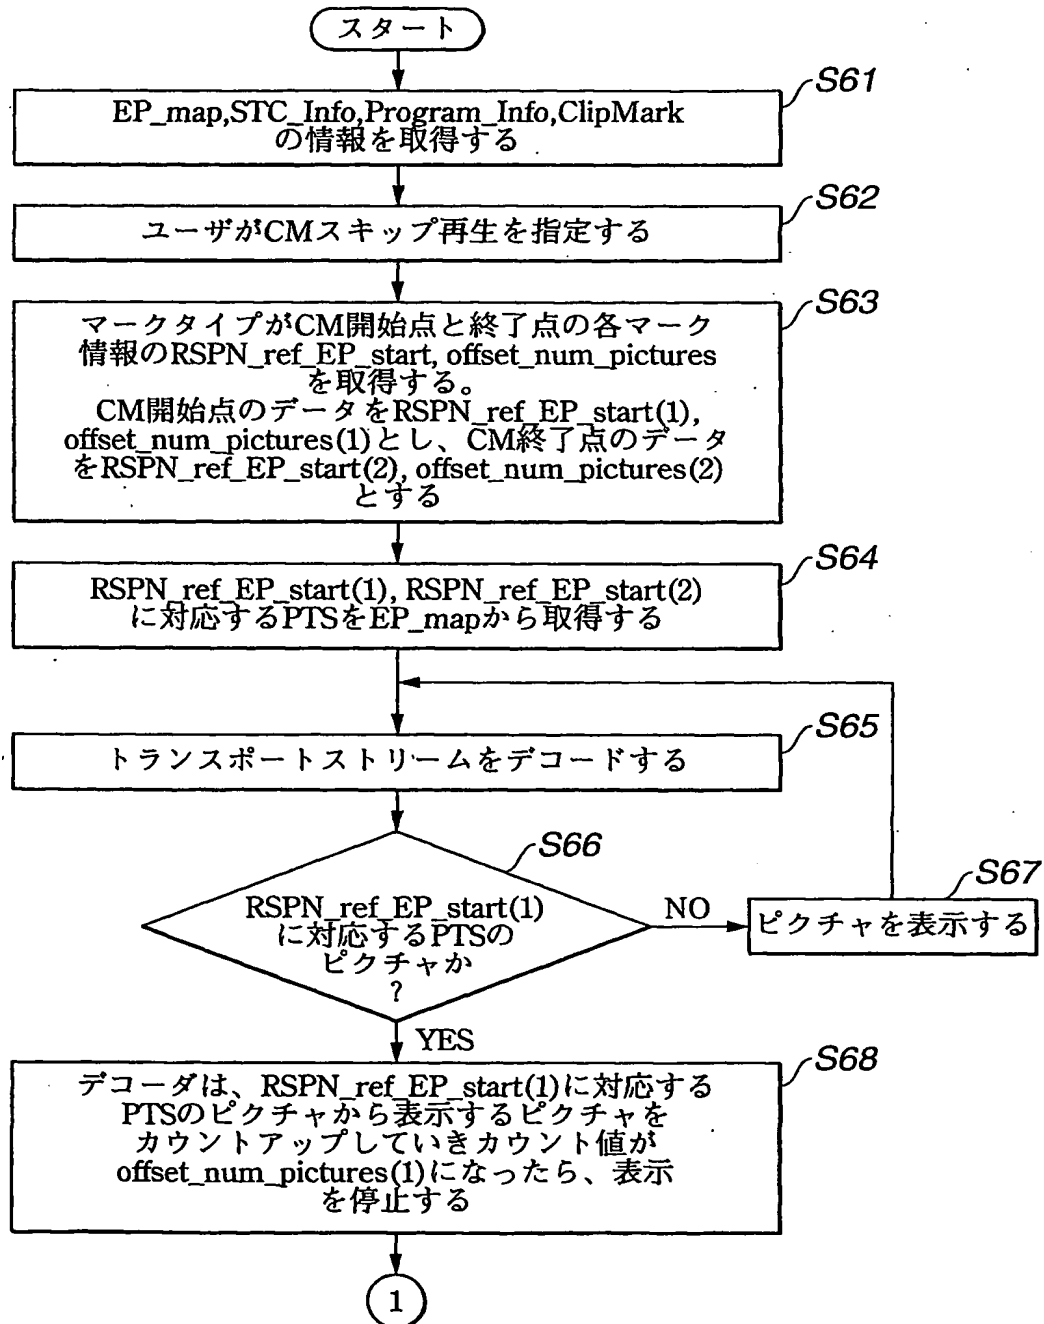 スタート
S61
EP_map,STC_Info,Program_Info,ClipMark
の情報を取得する
S62
ユーザがCMスキップ再生を指定する
S63
マークタイプがCM開始点と終了点の各マーク
情報のRSPN_ref_EP_start, offset_num_pictures
を取得する。
CM開始点のデータをRSPN_ref_EP_start(1),
offset_num_pictures(1)とし、CM終了点のデータ
をRSPN_ref_EP_start(2), offset_num_pictures(2)
とする
S64
RSPN_ref_EP_start(1), RSPN_ref_EP_start(2)
に対応するPTSをEP_mapから取得する
S65
トランスポートストリームをデコードする
S66
RSPN_ref_EP_start(1)
に対応するPTSの
ピクチャか
?
NO
S67
ピクチャを表示する
YES
S68
デコーダは、RSPN_ref_EP_start(1)に対応する
PTSのピクチャから表示するピクチャを
カウントアップしていきカウント値が
offset_num_pictures(1)になったら、表示
を停止する
1